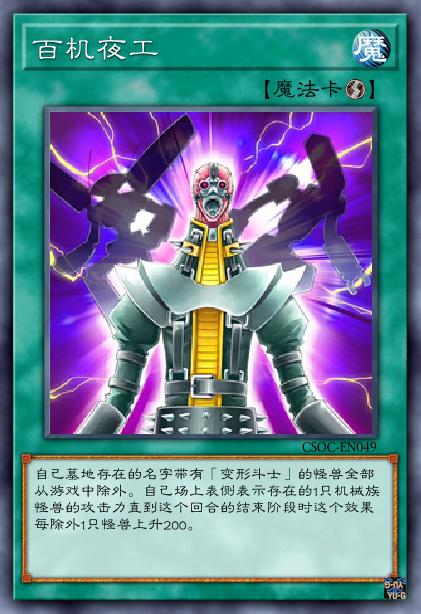 百机夜工
魔
【魔法卡】
CSOC-EN049
自己墓地存在的名字带有「变形斗士」的怪兽全部
从游戏中除外。自己场上表侧表示存在的1只机械族
怪兽的攻击力直到这个回合的结束阶段时这个效果
每除外1只怪兽上升200。